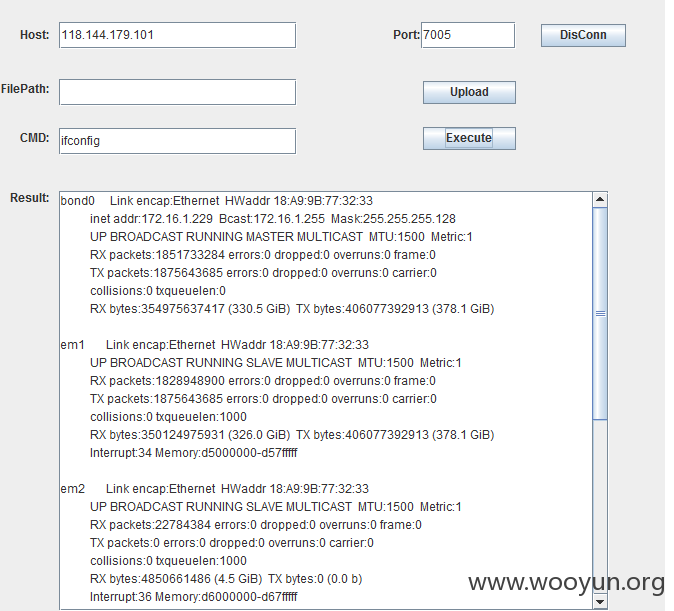 Host: 118.144.179.101 Port: 7005 DisConn
FilePath: Upload
CMD: ifconfig Execute
Result:
bond0 Link encap:Ethernet HWaddr 18:A9:9B:77:32:33
inet addr:172.16.1.229 Bcast:172.16.1.255 Mask:255.255.255.128
UP BROADCAST RUNNING MASTER MULTICAST MTU:1500 Metric:1
RX packets:1851733284 errors:0 dropped:0 overruns:0 frame:0
TX packets:1875643685 errors:0 dropped:0 overruns:0 carrier:0
collisions:0 txqueuelen:0
RX bytes:354975637417 (330.5 GiB) TX bytes:406077392913 (378.1 GiB)
em1 Link encap:Ethernet HWaddr 18:A9:9B:77:32:33
UP BROADCAST RUNNING SLAVE MULTICAST MTU:1500 Metric:1
RX packets:1828948900 errors:0 dropped:0 overruns:0 frame:0
TX packets:1875643685 errors:0 dropped:0 overruns:0 carrier:0
collisions:0 txqueuelen:1000
RX bytes:350124975931 (326.0 GiB) TX bytes:406077392913 (378.1 GiB)
Interrupt:34 Memory:d5000000-d57fffff
em2 Link encap:Ethernet HWaddr 18:A9:9B:77:32:33
UP BROADCAST RUNNING SLAVE MULTICAST MTU:1500 Metric:1
RX packets:22784384 errors:0 dropped:0 overruns:0 frame:0
TX packets:0 errors:0 dropped:0 overruns:0 carrier:0
collisions:0 txqueuelen:1000
RX bytes:4850661486 (4.5 GiB) TX bytes:0 (0.0 b)
Interrupt:36 Memory:d6000000-d67fffff
www.wooyun.org